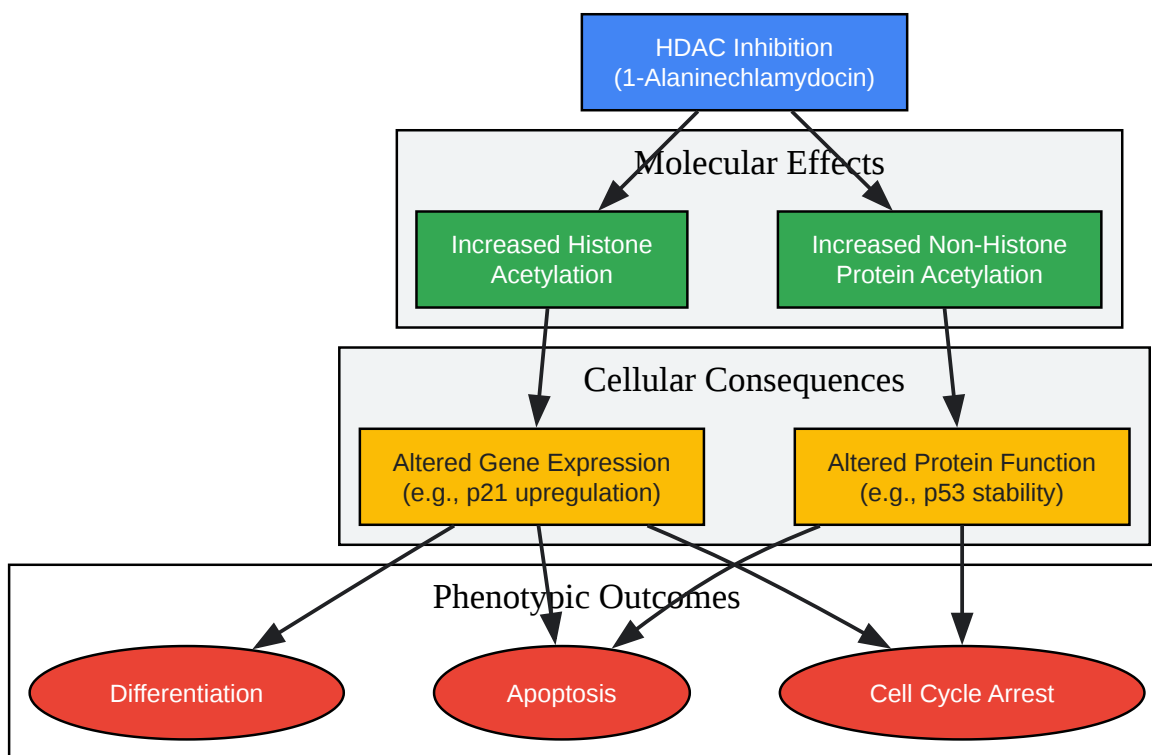 HDAC Inhibition
(1-Alaninechlamydocin)
Molecular Effects
Increased Histone
Acetylation
Increased Non-Histone
Protein Acetylation
Cellular Consequences
Altered Gene Expression
(e.g., p21 upregulation)
Altered Protein Function
(e.g., p53 stability)
Phenotypic Outcomes
Differentiation
Apoptosis
Cell Cycle Arrest